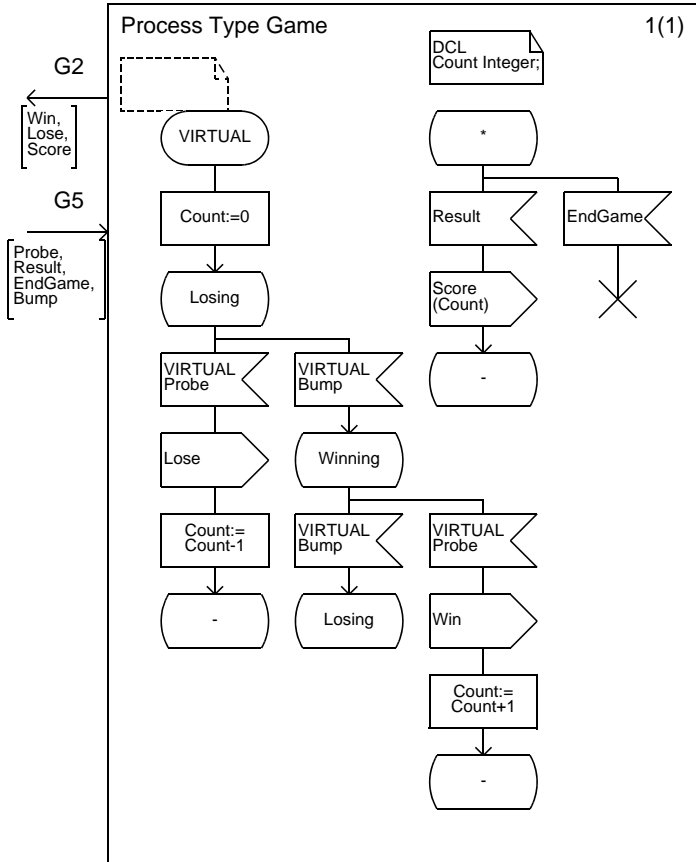 Process Type Game
1(1)
G2
Win,
Lose,
Score
G5
Probe,
Result,
EndGame,
Bump
VIRTUAL
Count:=0
Losing
VIRTUAL
Probe
VIRTUAL
Bump
Lose
Winning
Count:=
Count-1
VIRTUAL
Bump
VIRTUAL
Probe
-
Losing
Win
Count:=
Count+1
-
DCL
Count Integer;
*
Result
EndGame
Score
(Count)
-